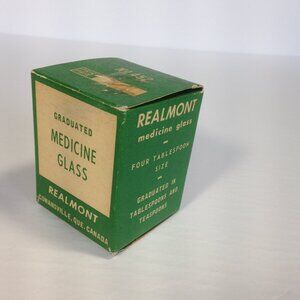 GRADUATED
MEDICINE
GLASS
REALMONT
COWANSVILLE, QUE. CANADA
REALMONT
medicine glass
FOUR TABLESPOON
SIZE
GRADUATED IN
TABLESPOONS AND
TEASPOONS